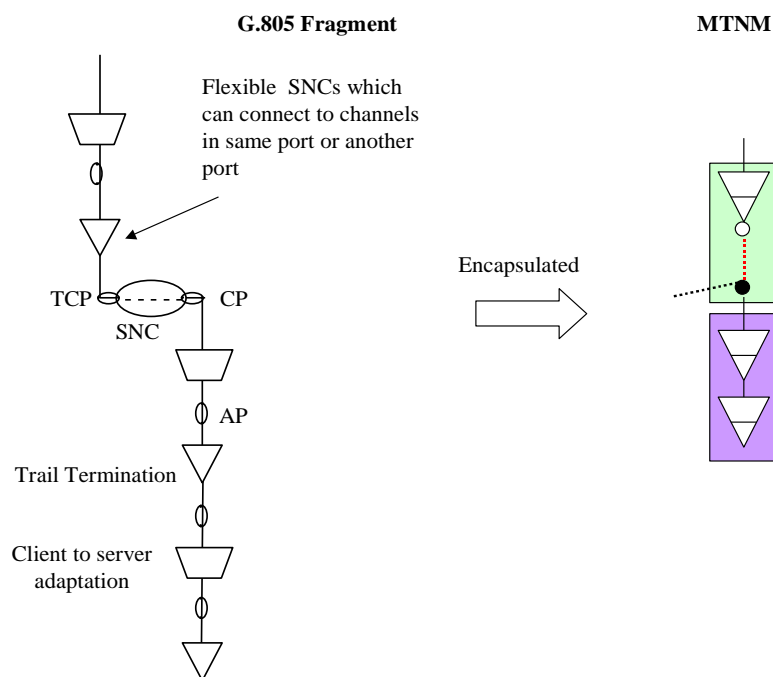 G.805 Fragment
MTNM
Flexible SNCs which
can connect to channels
in same port or another
port
Encapsulated
TCP
CP
SNC
AP
Trail Termination
Client to server
adaptation